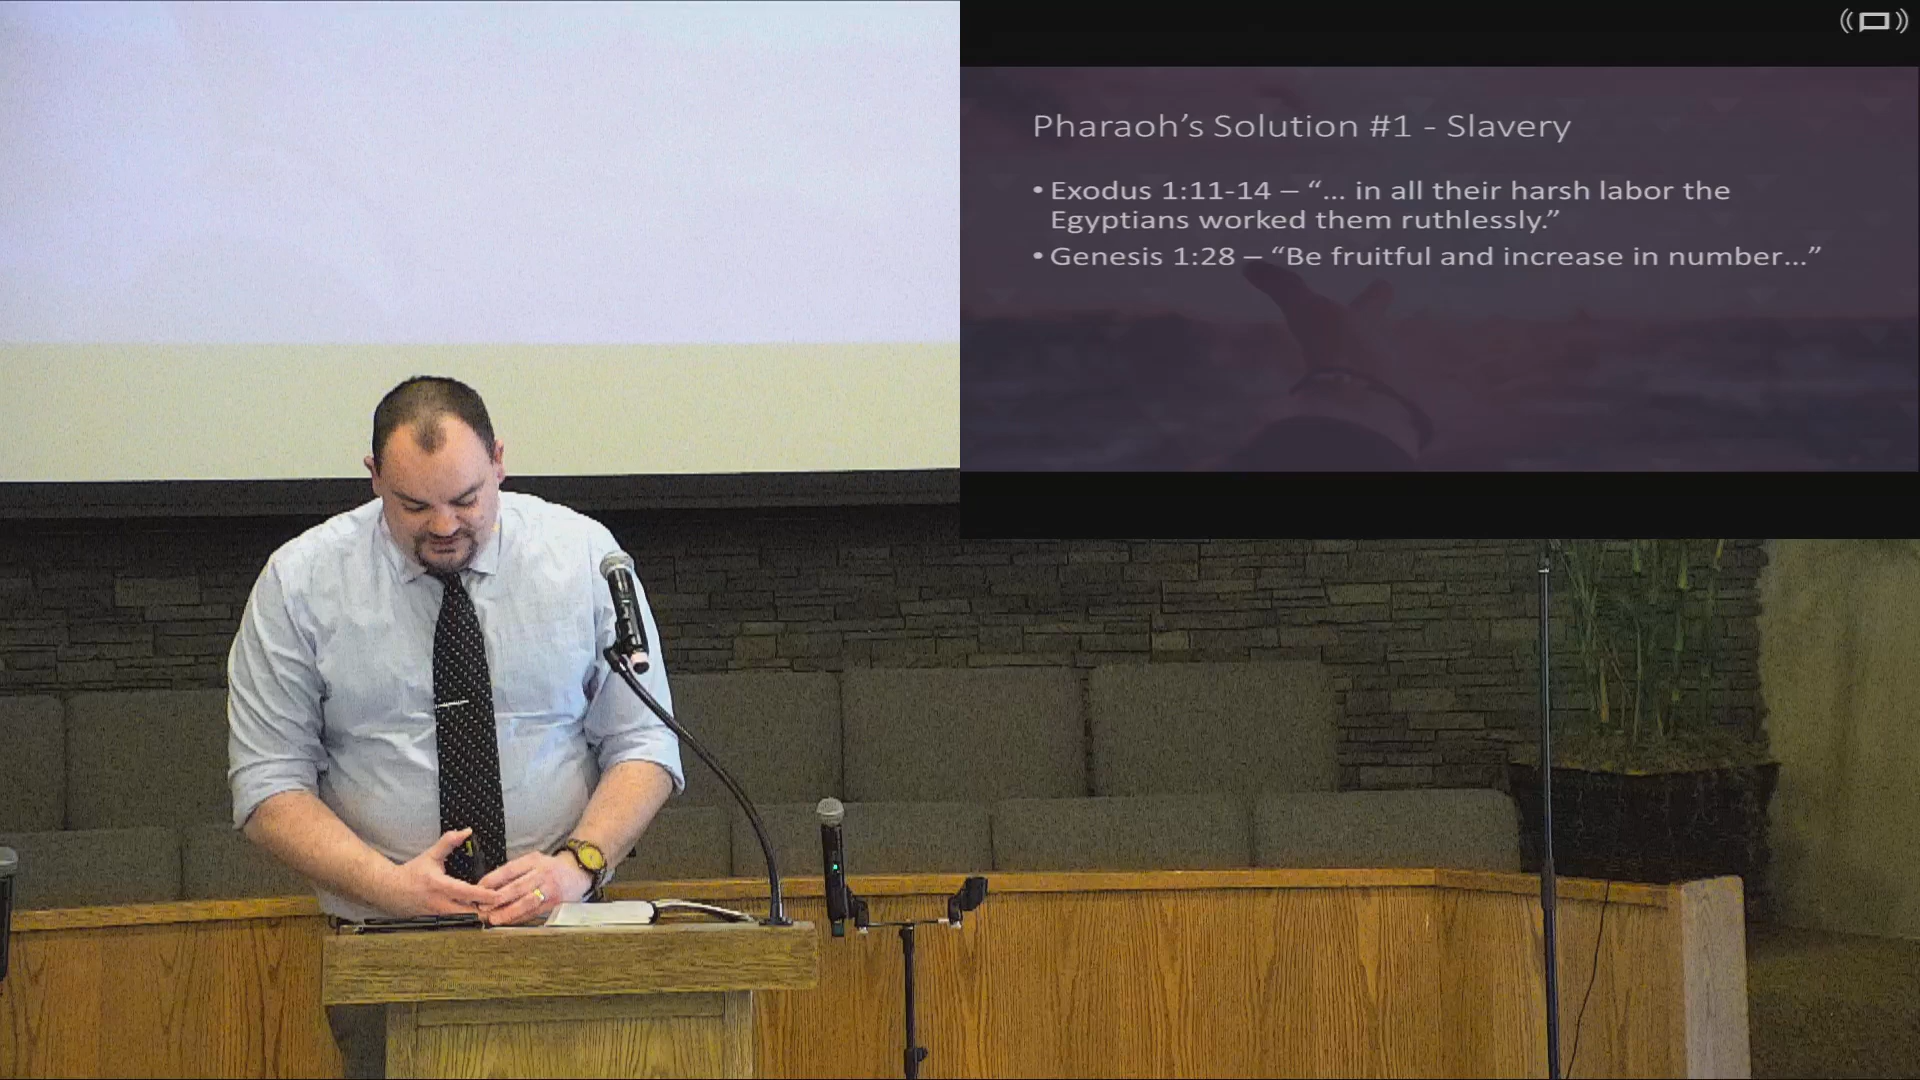 Pharaoh’s Solution #1 - Slavery
• Exodus 1:11-14 – “… in all their harsh labor the
Egyptians worked them ruthlessly.”
• Genesis 1:28 – “Be fruitful and increase in number…”